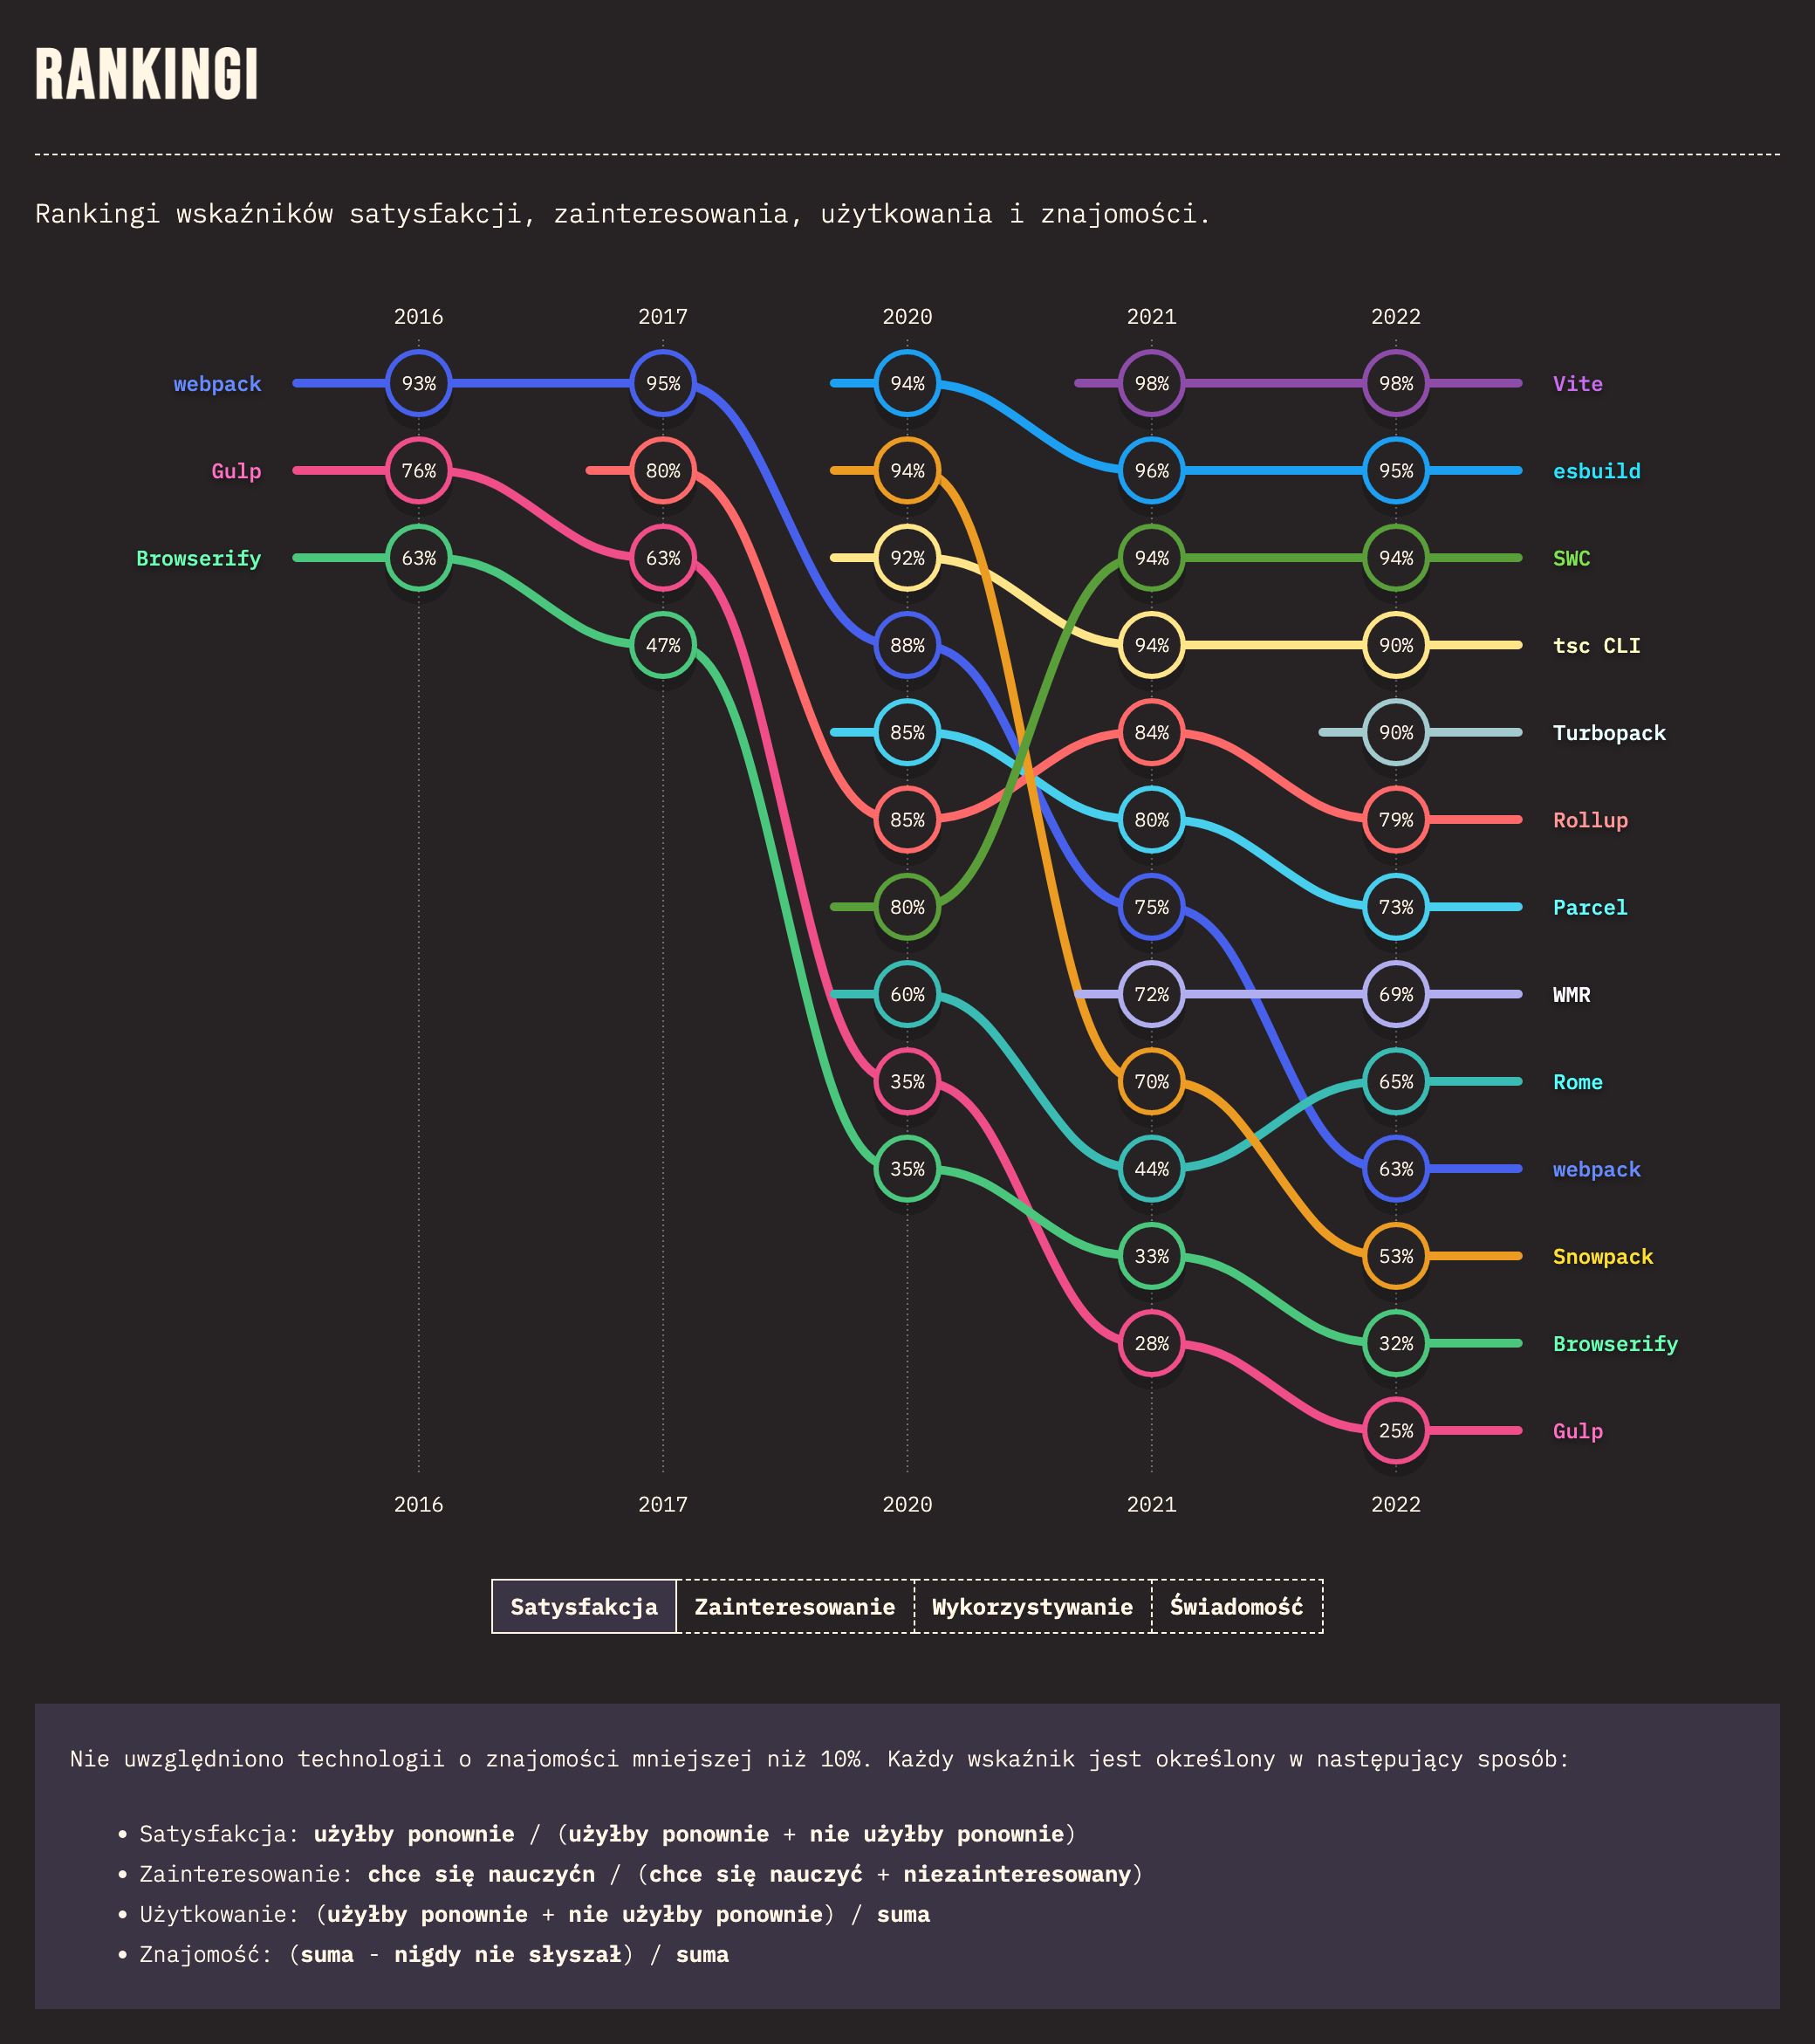 RANKINGI
Rankingi wskaźników satysfakcji, zainteresowania, użytkowania i znajomości.
2016 2017 2020 2021 2022
webpack 93% 95% 94% 98% 98% Vite
Gulp 76% 80% 94% 96% 95% esbuild
Browserify 63% 63% 92% 94% 94% SWC
47% 88% 94% 90% tsc CLI
85% 84% 90% Turbopack
85% 80% 79% Rollup
80% 75% 73% Parcel
60% 72% 69% WMR
35% 70% 65% Rome
35% 44% 63% webpack
33% 53% Snowpack
28% 32% Browserify
25% Gulp
2016 2017 2020 2021 2022
Satysfakcja Zainteresowanie Wykorzystywanie Świadomość
Nie uwzględniono technologii o znajomości mniejszej niż 10%. Każdy wskaźnik jest określony w następujący sposób:
• Satysfakcja: użyłby ponownie / (użyłby ponownie + nie użyłby ponownie)
• Zainteresowanie: chce się nauczyćn / (chce się nauczyć + niezainteresowany)
• Użytkowanie: (użyłby ponownie + nie użyłby ponownie) / suma
• Znajomość: (suma - nigdy nie słyszał) / suma